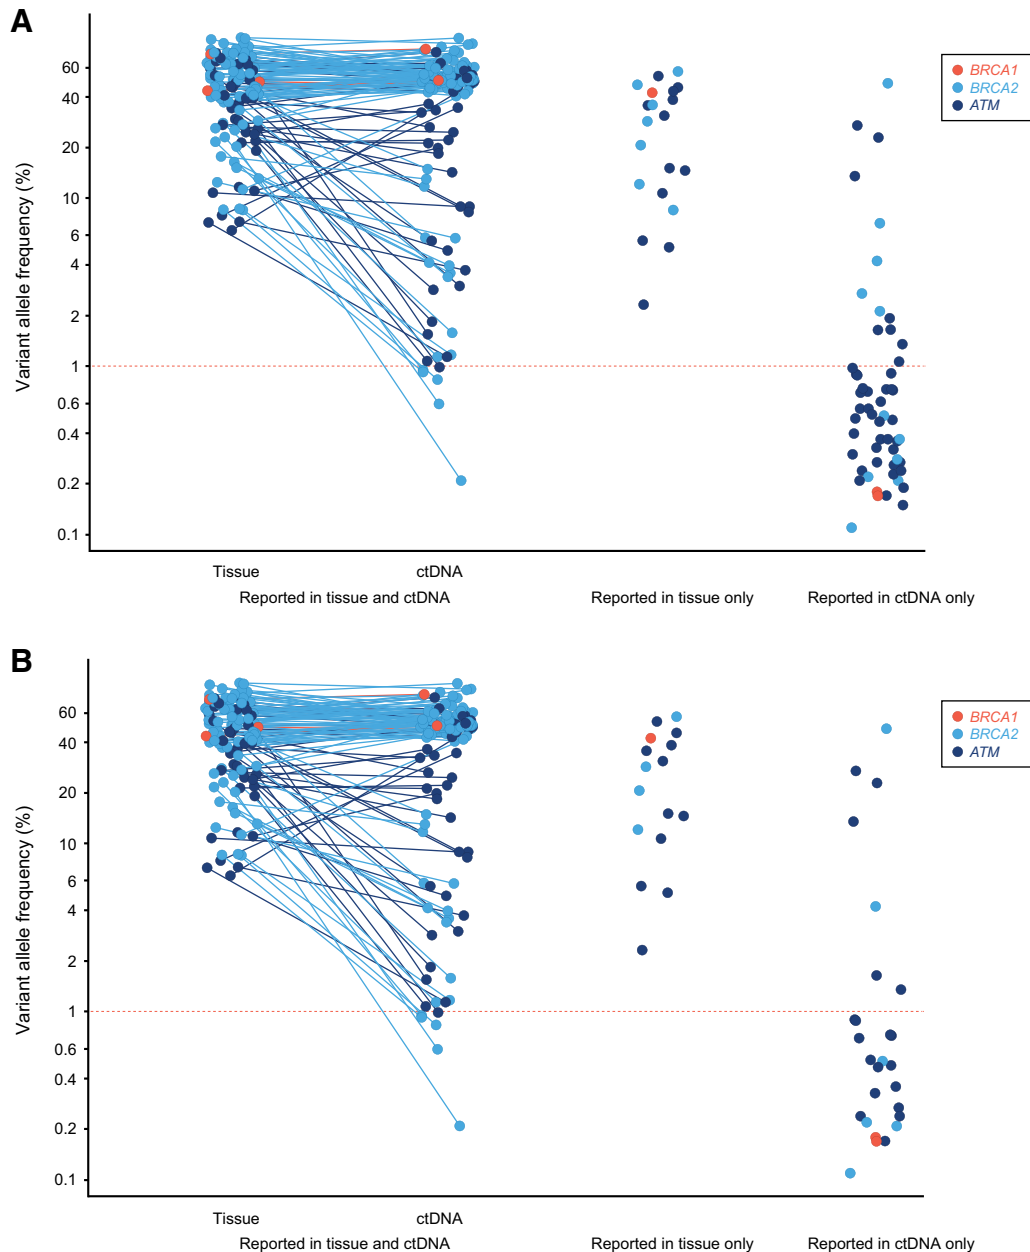 A
Variant allele frequency (%)
60
40
20
10
6
4
2
1
0.6
0.4
0.2
0.1
BRCA1
BRCA2
ATM
Tissue ctDNA
Reported in tissue and ctDNA Reported in tissue only Reported in ctDNA only
B
Variant allele frequency (%)
60
40
20
10
6
4
2
1
0.6
0.4
0.2
0.1
BRCA1
BRCA2
ATM
Tissue ctDNA
Reported in tissue and ctDNA Reported in tissue only Reported in ctDNA only